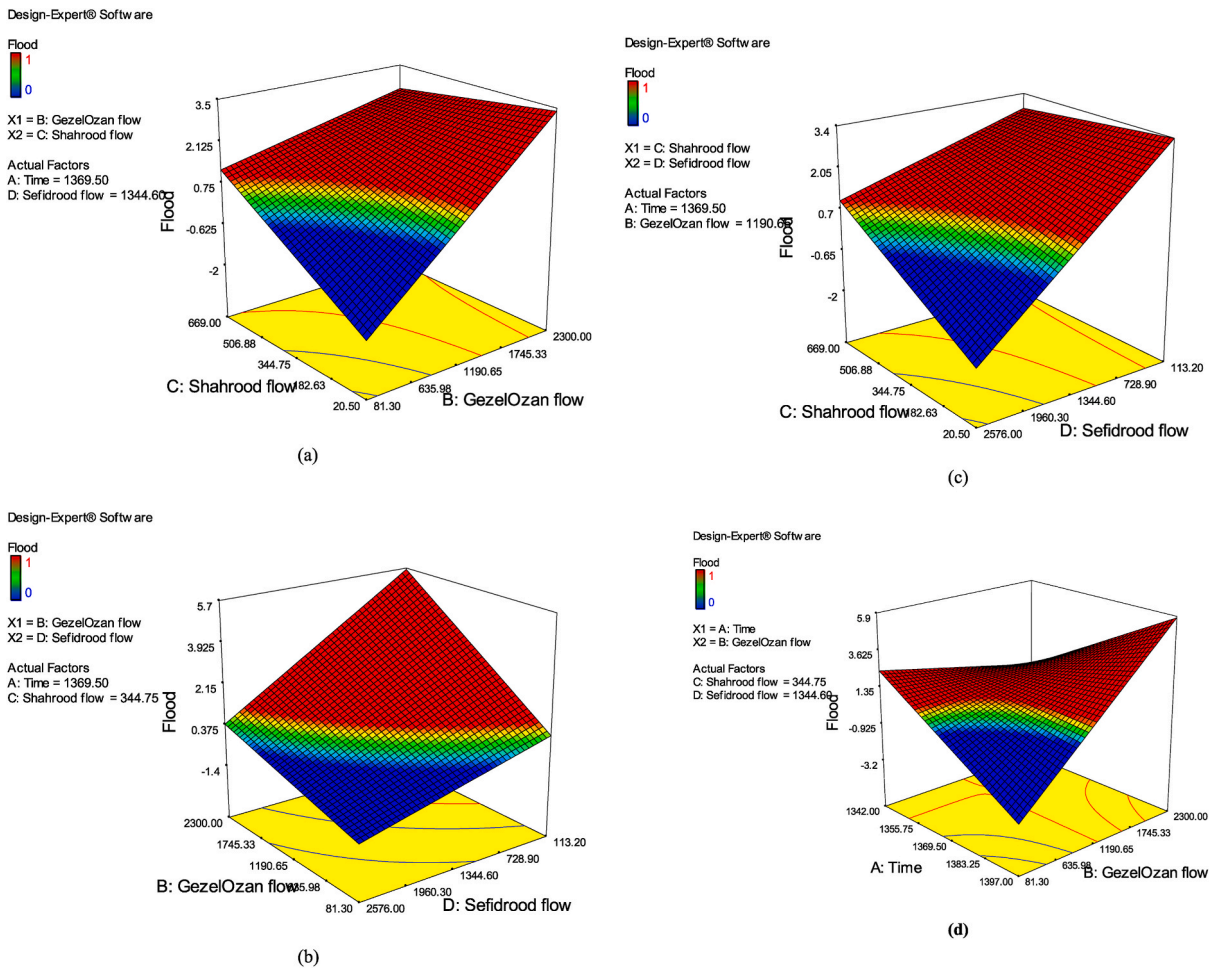 Design-Expert® Software
Flood
1
0
X1 = B: GezelOzan flow
X2 = C: Shahrood flow
Actual Factors
A: Time = 1369.50
D: Sefidrood flow = 1344.60
3.5
2.125
0.75
-0.625
-2
Flood
669.00
506.88
344.75
182.63
20.50
C: Shahrood flow
81.30
635.98
1190.65
1745.33
2300.00
B: GezelOzan flow
(a)
Design-Expert® Software
Flood
1
0
X1 = C: Shahrood flow
X2 = D: Sefidrood flow
Actual Factors
A: Time = 1369.50
B: GezelOzan flow = 1190.65
3.4
2.05
0.7
-0.65
-2
Flood
669.00
506.88
344.75
182.63
20.50
C: Shahrood flow
2576.00
1960.30
1344.60
728.90
113.20
D: Sefidrood flow
(c)
Design-Expert® Software
Flood
1
0
X1 = B: GezelOzan flow
X2 = D: Sefidrood flow
Actual Factors
A: Time = 1369.50
C: Shahrood flow = 344.75
5.7
3.925
2.15
0.375
-1.4
Flood
2300.00
1745.33
1190.65
635.98
81.30
B: GezelOzan flow
2576.00
1960.30
1344.60
728.90
113.20
D: Sefidrood flow
(b)
Design-Expert® Software
Flood
1
0
X1 = A: Time
X2 = B: GezelOzan flow
Actual Factors
C: Shahrood flow = 344.75
D: Sefidrood flow = 1344.60
5.9
3.625
1.35
-0.925
-3.2
Flood
1342.00
1355.75
1369.50
1383.25
1397.00
A: Time
81.30
635.98
1190.65
1745.33
2300.00
B: GezelOzan flow
(d)